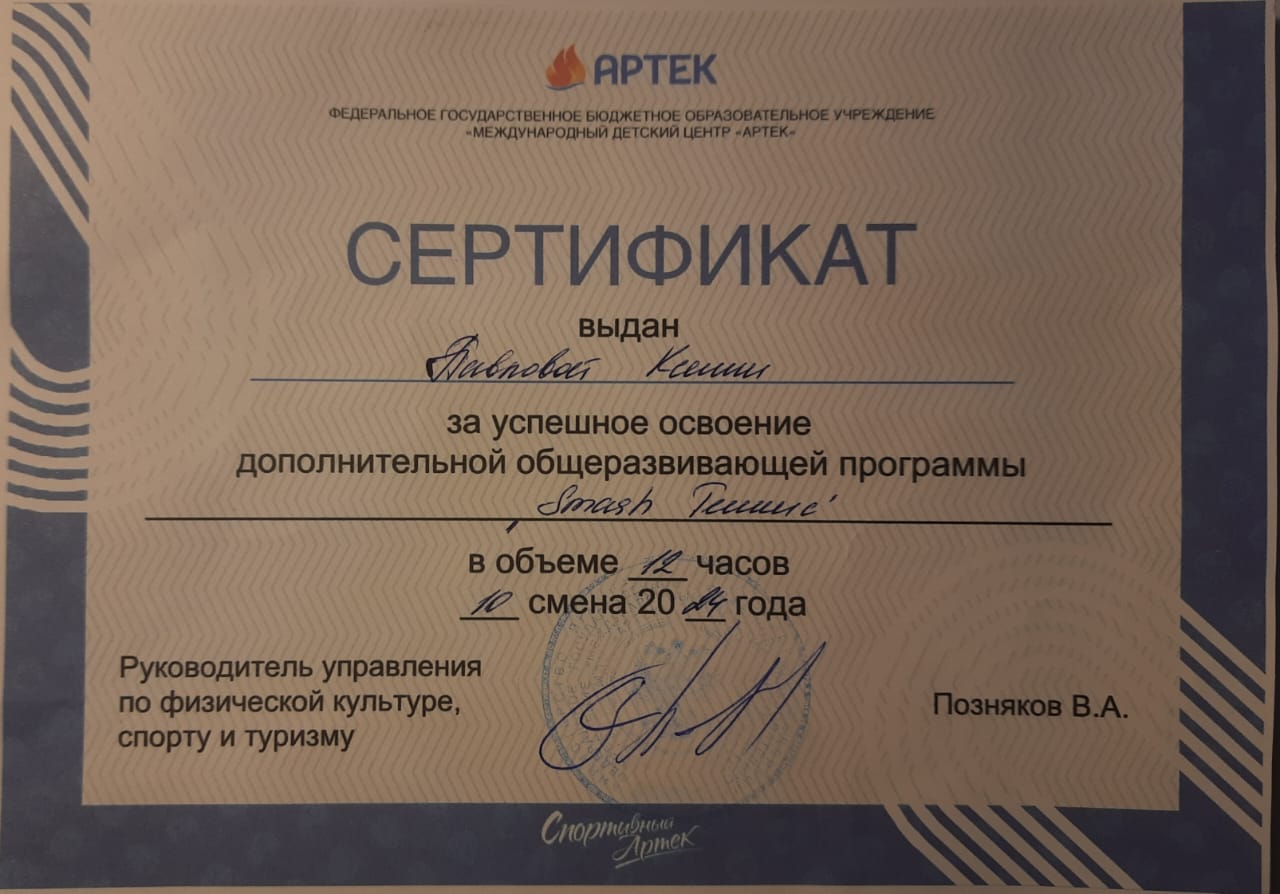 АРТЕК
ФЕДЕРАЛЬНОЕ ГОСУДАРСТВЕННОЕ БЮДЖЕТНОЕ ОБРАЗОВАТЕЛЬНОЕ УЧРЕЖДЕНИЕ
«МЕЖДУНАРОДНЫЙ ДЕТСКИЙ ЦЕНТР «АРТЕК»
СЕРТИФИКАТ
выдан
Павловой Ксении
за успешное освоение
дополнительной общеразвивающей программы
"Smash Теннис"
в объеме 12 часов
10 смена 2024 года
Руководитель управления
по физической культуре,
спорту и туризму
Позняков В.А.
Спортивный
Артек